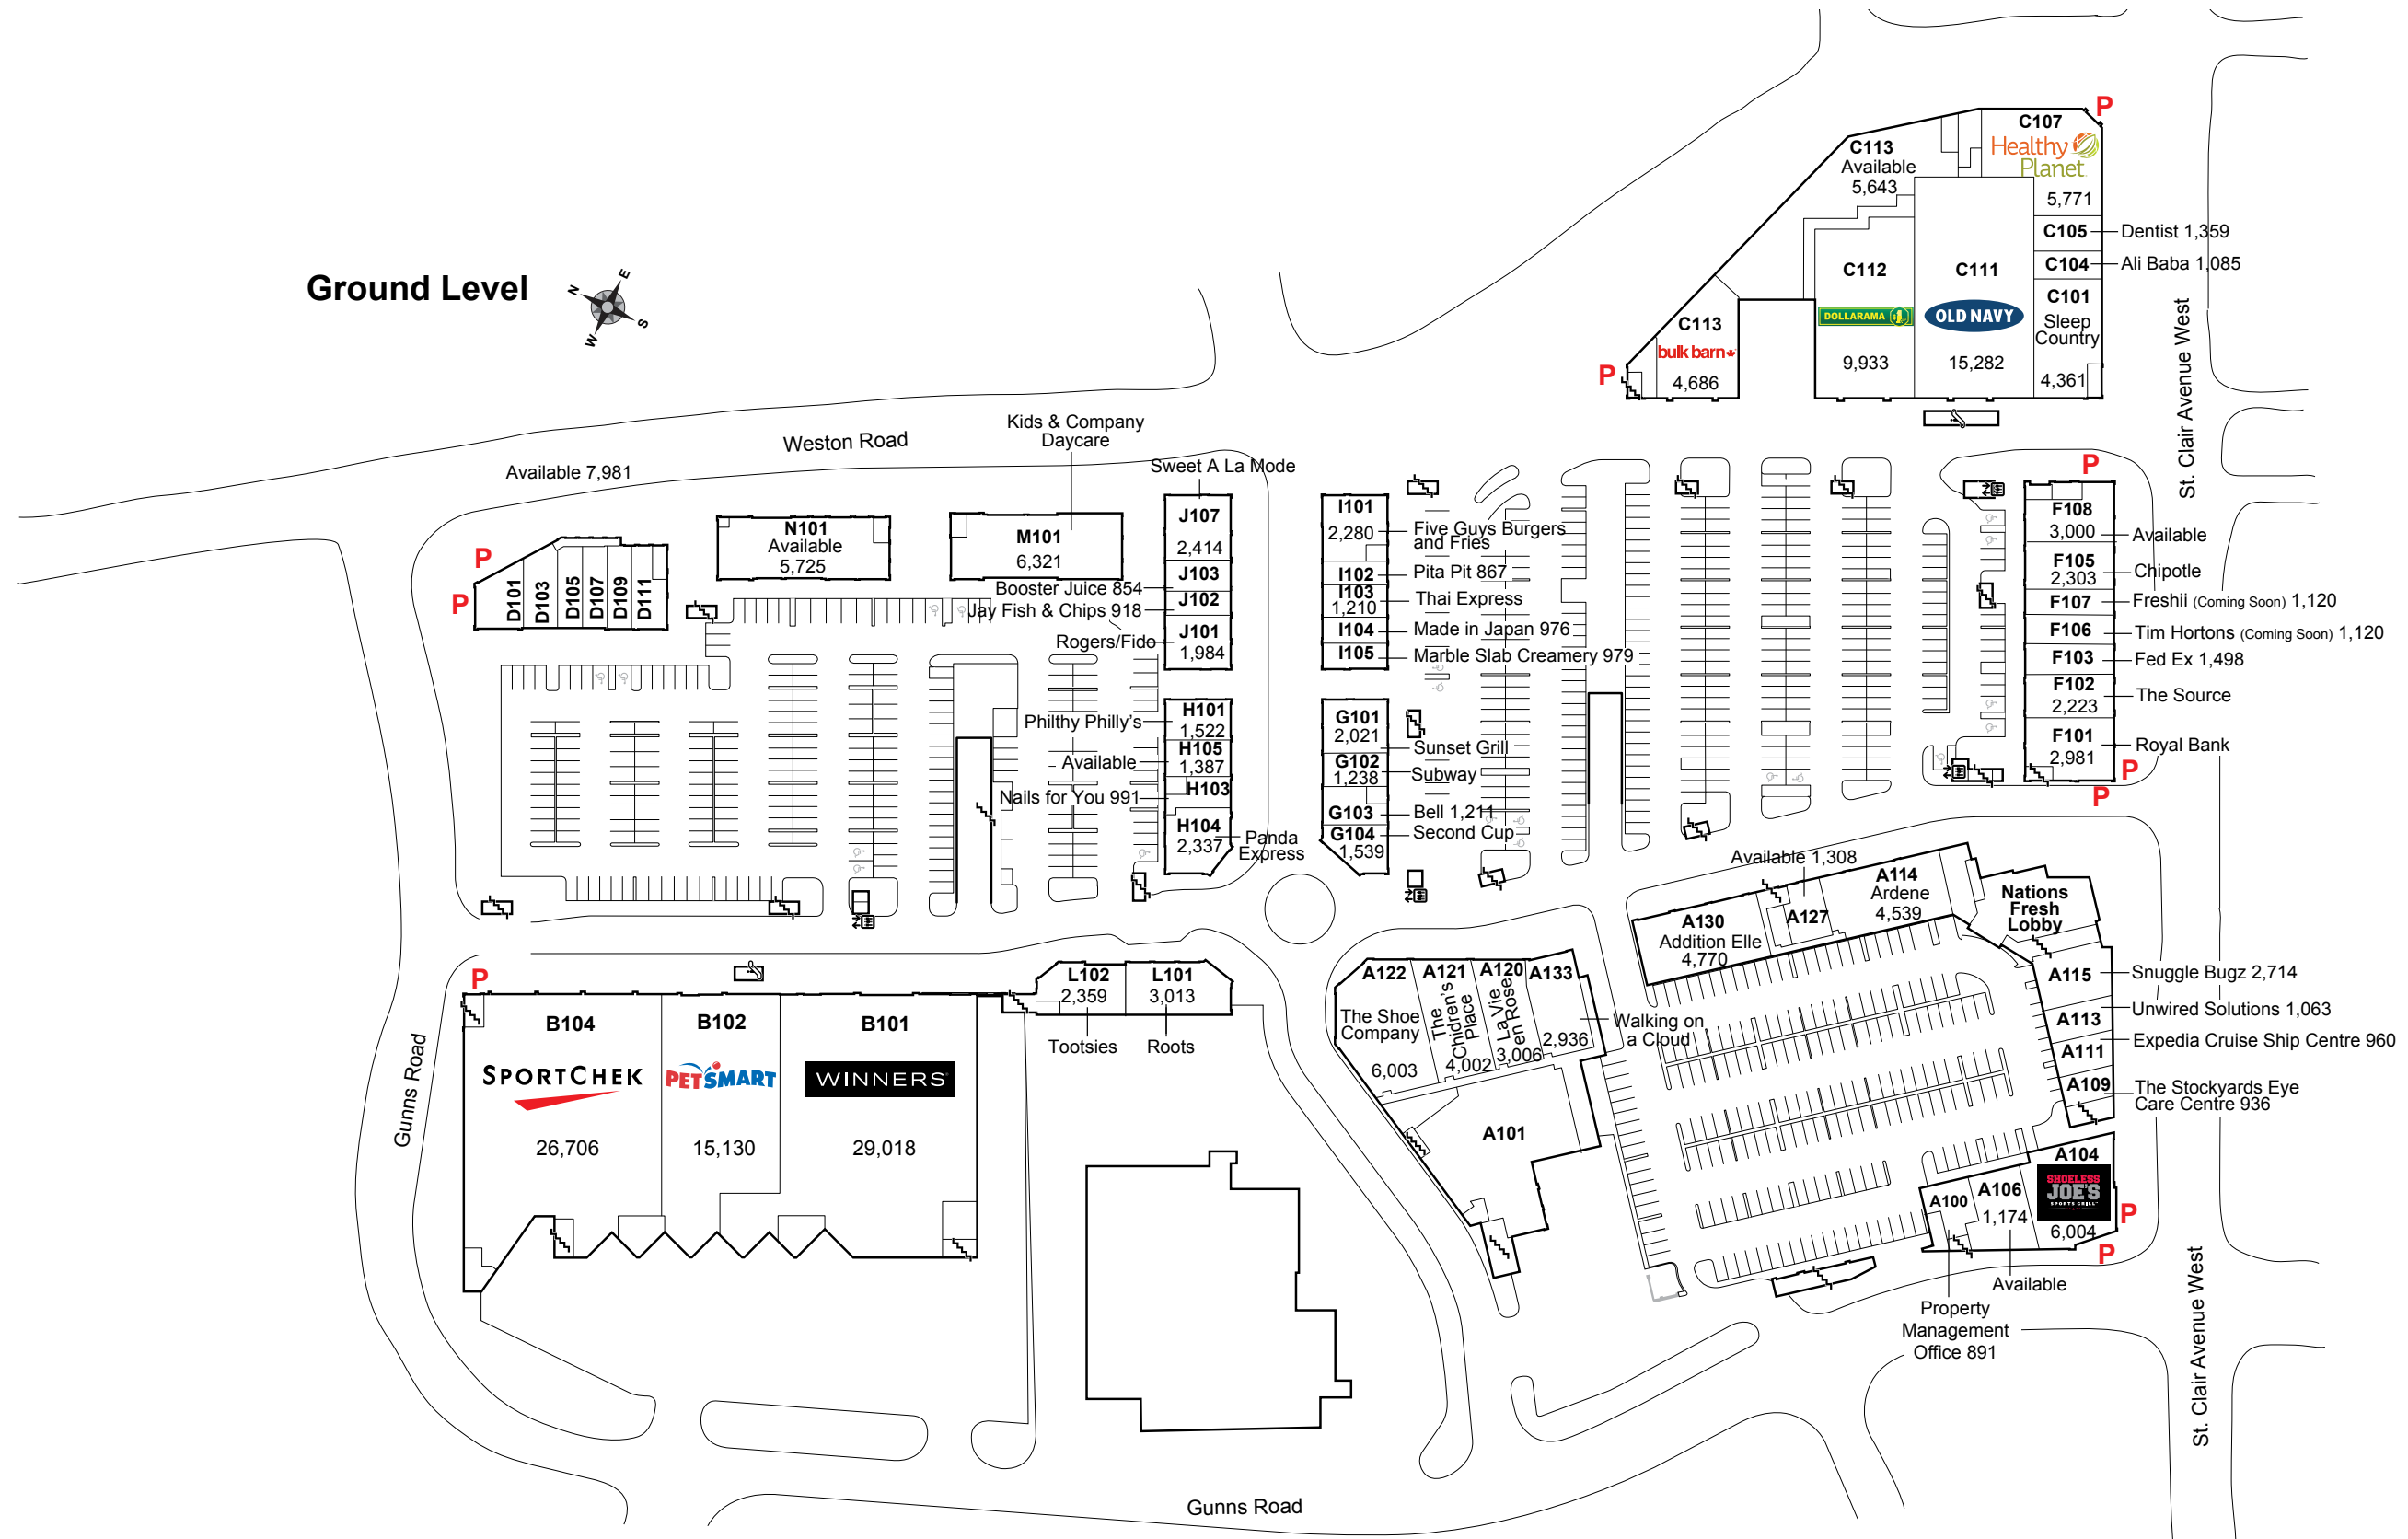 Ground Level
N
E
S
W
P
C107
Healthy
Planet
5,771
C113
Available
5,643
C105
Dentist 1,359
C104
Ali Baba 1,085
C112
DOLLARAMA
9,933
C111
OLD NAVY
15,282
C101
Sleep
Country
4,361
C113
bulk barn
4,686
P
St. Clair Avenue West
Weston Road
Available 7,981
Kids & Company
Daycare
Sweet A La Mode
P
P
D101
D103
D105
D107
D109
D111
N101
Available
5,725
M101
6,321
J107
2,414
J103
Booster Juice 854
J102
Jay Fish & Chips 918
J101
Rogers/Fido
1,984
I101
2,280
Five Guys Burgers
and Fries
I102
Pita Pit 867
I103
1,210
Thai Express
I104
Made in Japan 976
I105
Marble Slab Creamery 979
P
F108
3,000
Available
F105
2,303
Chipotle
F107
Freshii (Coming Soon) 1,120
F106
Tim Hortons (Coming Soon) 1,120
F103
Fed Ex 1,498
F102
2,223
The Source
F101
2,981
Royal Bank
P
P
H101
Philthy Philly's
1,522
H105
Available
1,387
H103
Nails for You 991
H104
2,337
Panda
Express
G101
2,021
Sunset Grill
G102
1,238
Subway
G103
Bell 1,211
G104
Second Cup
1,539
Available 1,308
A130
Addition Elle
4,770
A127
A114
Ardene
4,539
Nations
Fresh
Lobby
A115
Snuggle Bugz 2,714
Unwired Solutions 1,063
A113
Expedia Cruise Ship Centre 960
A111
A109
The Stockyards Eye
Care Centre 936
P
B104
SPORTCHEK
26,706
B102
PETSMART
15,130
B101
WINNERS
29,018
L102
2,359
Tootsies
L101
3,013
Roots
A122
The Shoe
Company
6,003
A121
The
Chidren's
Place
4,002
A120
La Vie
en Rose
3,006
A133
2,936
Walking on
a Cloud
A101
A104
SHOELESS
JOE'S
SPORTS GRILL
6,004
A106
1,174
Available
A100
Property
Management
Office 891
P
P
Gunns Road
Gunns Road
St. Clair Avenue West